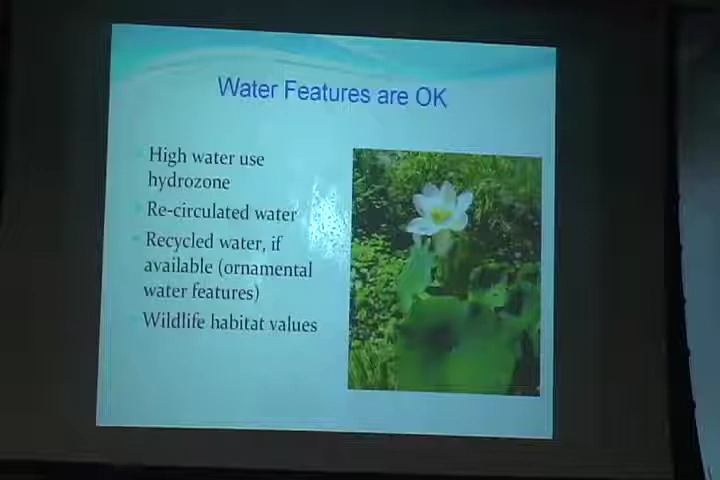 Water Features are OK
High water use
hydrozone
Re-circulated water
Recycled water, if
available (ornamental
water features)
Wildlife habitat values